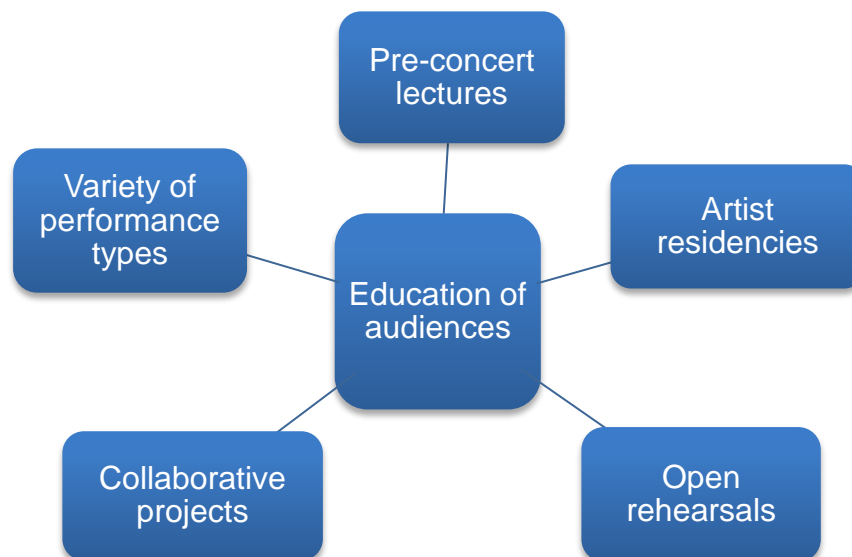 Pre-concert
lectures
Variety of
performance
types
Artist
residencies
Education of
audiences
Collaborative
projects
Open
rehearsals